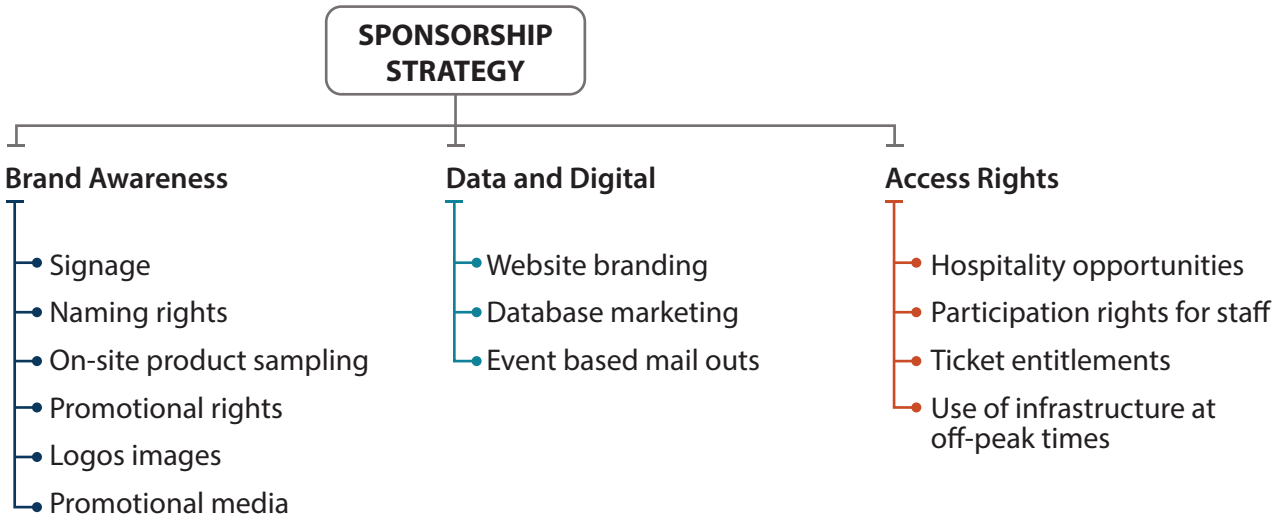 SPONSORSHIP
STRATEGY
Brand Awareness
Signage
Naming rights
On-site product sampling
Promotional rights
Logos images
Promotional media
Data and Digital
Website branding
Database marketing
Event based mail outs
Access Rights
Hospitality opportunities
Participation rights for staff
Ticket entitlements
Use of infrastructure at
off-peak times